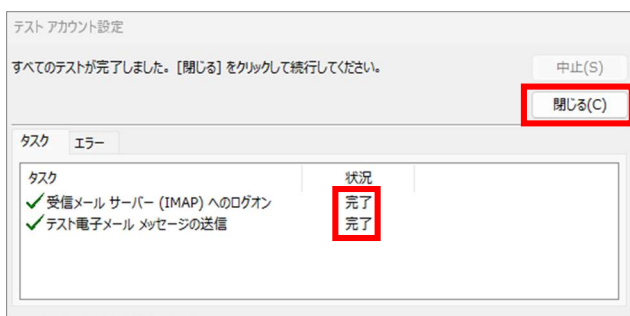 テスト アカウント設定
すべてのテストが完了しました。[閉じる] をクリックして続行してください。
中止(S)
閉じる(C)
タスク エラー
タスク 状況
受信メール サーバー (IMAP) へのログオン 完了
テスト電子メール メッセージの送信 完了